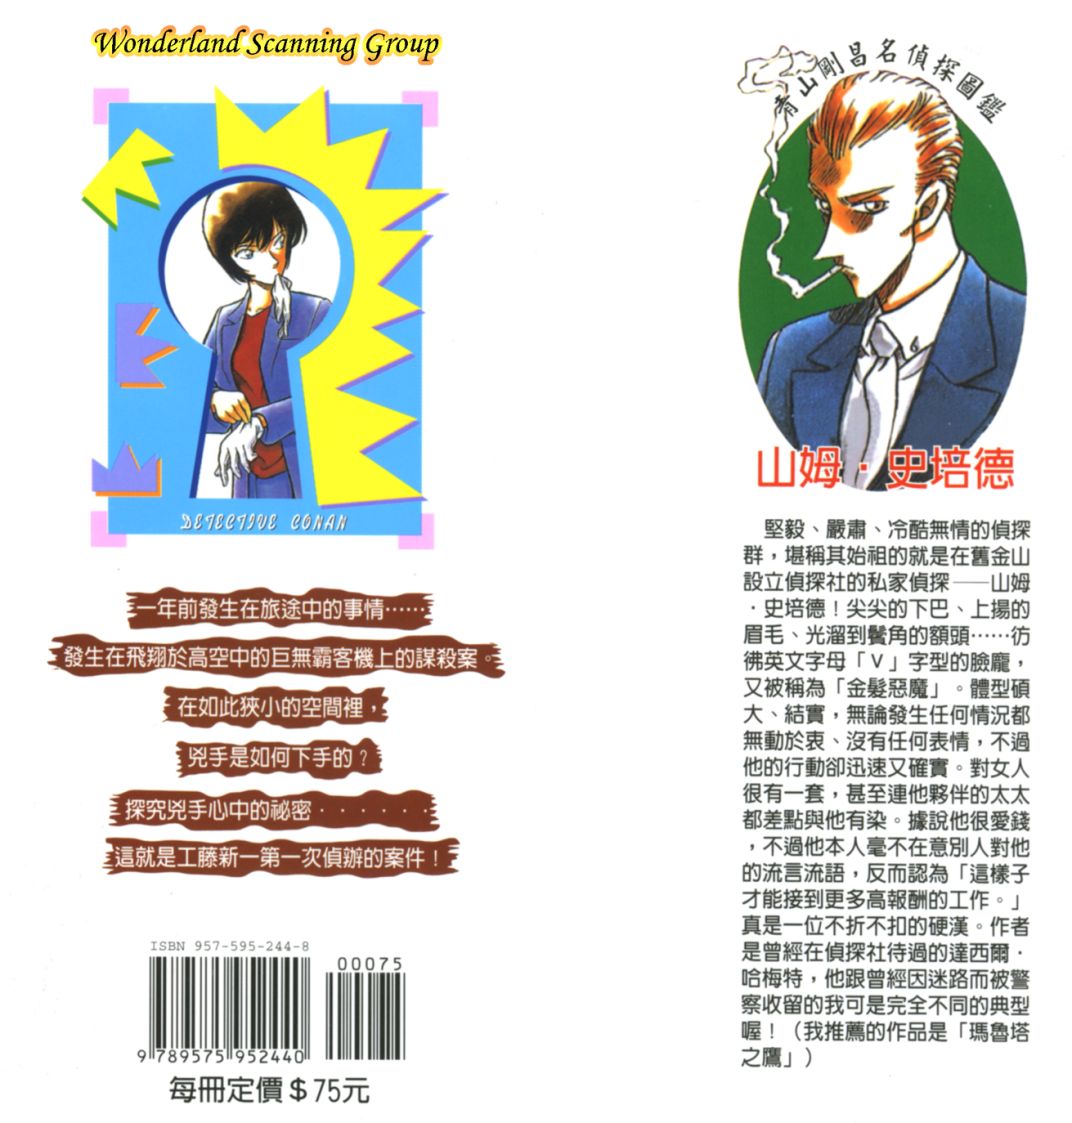 Wonderland Scanning Group
DETECTIVE CONAN
一年前發生在旅途中的事情……
發生在飛翔於高空中的巨無霸客機上的謀殺案。
在如此狹小的空間裡，
兇手是如何下手的？
探究兇手心中的祕密‧‧‧‧‧‧
這就是工藤新一第一次偵辦的案件！
ISBN 957-595-244-8
00075
9 789575 952440
每冊定價＄75元
青山剛昌名偵探圖鑑
山姆‧史培德
堅毅、嚴肅、冷酷無情的偵探
群，堪稱其始祖的就是在舊金山
設立偵探社的私家偵探——山姆
‧史培德！尖尖的下巴、上揚的
眉毛、光溜到鬢角的額頭……彷
彿英文字母「Ｖ」字型的臉龐，
又被稱為「金髮惡魔」。體型碩
大、結實，無論發生任何情況都
無動於衷、沒有任何表情，不過
他的行動卻迅速又確實。對女人
很有一套，甚至連他夥伴的太太
都差點與他有染。據說他很愛錢
，不過他本人毫不在意別人對他
的流言流語，反而認為「這樣子
才能接到更多高報酬的工作。」
真是一位不折不扣的硬漢。作者
是曾經在偵探社待過的達西爾‧
哈梅特，他跟曾經因迷路而被警
察收留的我可是完全不同的典型
喔！（我推薦的作品是「瑪魯塔
之鷹」）